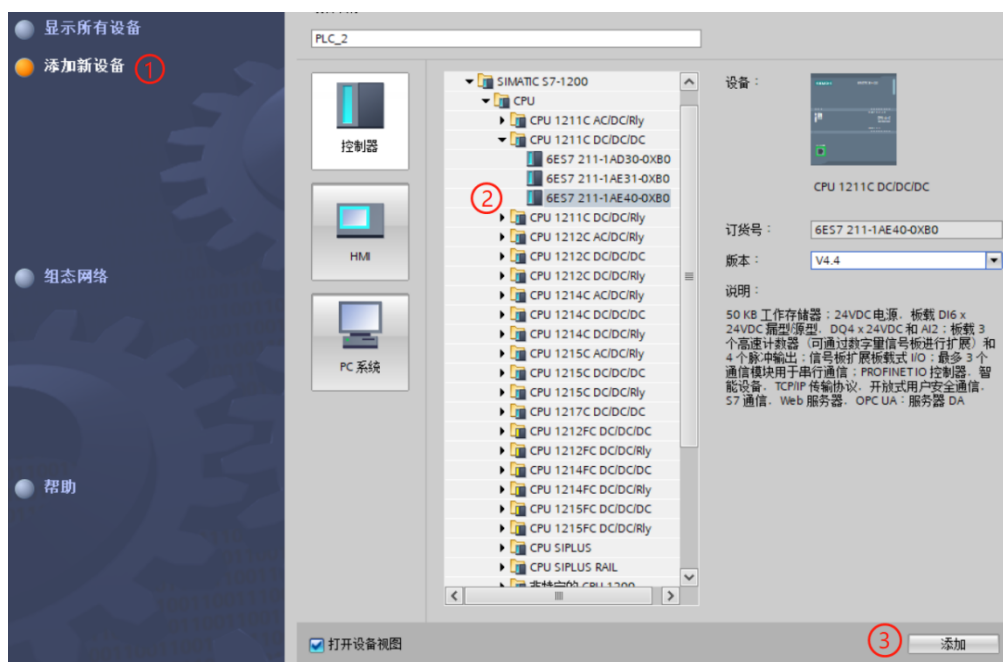 显示所有设备
添加新设备
1
组态网络
帮助
PLC_2
控制器
HMI
PC 系统
SIMATIC S7-1200
CPU
CPU 1211C AC/DC/Rly
CPU 1211C DC/DC/DC
6ES7 211-1AD30-0XB0
6ES7 211-1AE31-0XB0
2
6ES7 211-1AE40-0XB0
CPU 1211C DC/DC/Rly
CPU 1212C AC/DC/Rly
CPU 1212C DC/DC/DC
CPU 1212C DC/DC/Rly
CPU 1214C AC/DC/Rly
CPU 1214C DC/DC/DC
CPU 1214C DC/DC/Rly
CPU 1215C AC/DC/Rly
CPU 1215C DC/DC/DC
CPU 1215C DC/DC/Rly
CPU 1217C DC/DC/DC
CPU 1212FC DC/DC/DC
CPU 1212FC DC/DC/Rly
CPU 1214FC DC/DC/DC
CPU 1214FC DC/DC/Rly
CPU 1215FC DC/DC/DC
CPU 1215FC DC/DC/Rly
CPU SIPLUS
CPU SIPLUS RAIL
CPU 1200
设备：
CPU 1211C DC/DC/DC
订货号：
6ES7 211-1AE40-0XB0
版本：
V4.4
说明：
50 KB 工作存储器；24VDC 电源，板载 DI6 x
24VDC 漏型/源型，DQ4 x 24VDC 和 AI2；板载 3
个高速计数器（可通过数字量信号板进行扩展）和
4 个脉冲输出；信号板扩展板载式 I/O；最多 3 个
通信模块用于串行通信；PROFINET IO 控制器，智
能设备，TCP/IP 传输协议，开放式用户安全通信，
S7 通信，Web 服务器，OPC UA：服务器 DA
打开设备视图
3
添加